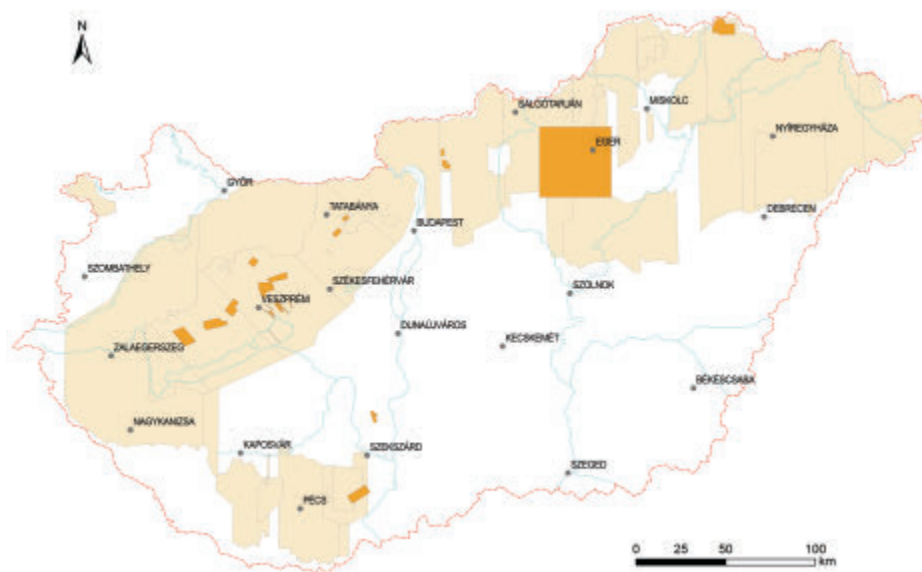 N
SALGÓTARJÁN
MISKOLC
NYÍREGYHÁZA
EGER
GYŐR
TATABÁNYA
BUDAPEST
DEBRECEN
SZOMBATHELY
SZÉKESFEHÉRVÁR
VESZPRÉM
SZOLNOK
DUNAÚJVÁROS
KECSKEMÉT
ZALAEGERSZEG
BÉKÉSCSABA
NAGYKANIZSA
KAPOSVÁR
SZEKSZÁRD
SZEGED
PÉCS
0 25 50 100
km